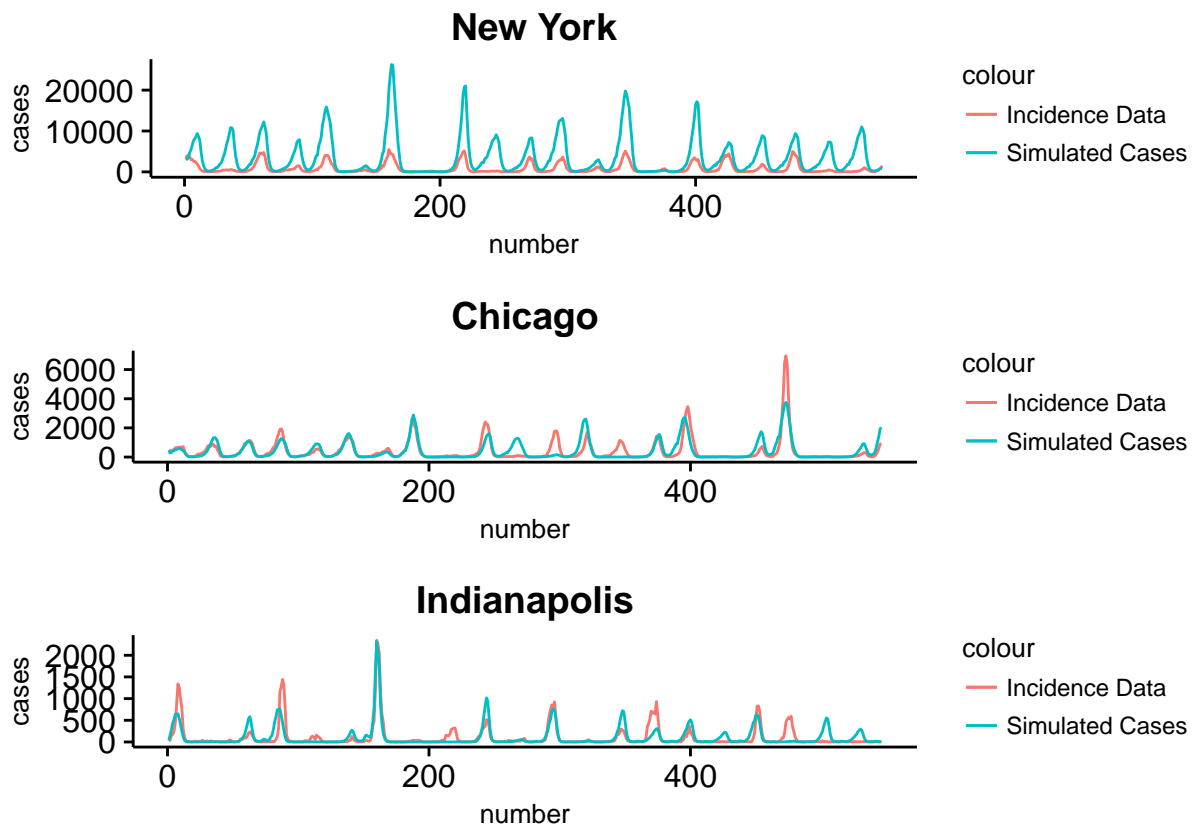 New York
cases
20000
10000
0
0
200
400
number
colour
Incidence Data
Simulated Cases
Chicago
cases
6000
4000
2000
0
0
200
400
number
colour
Incidence Data
Simulated Cases
Indianapolis
cases
2000
1500
1000
500
0
0
200
400
number
colour
Incidence Data
Simulated Cases